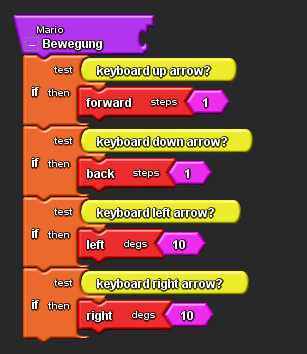 Mario
Bewegung
test keyboard up arrow?
if then forward steps 1
test keyboard down arrow?
if then back steps 1
test keyboard left arrow?
if then left degs 10
test keyboard right arrow?
if then right degs 10